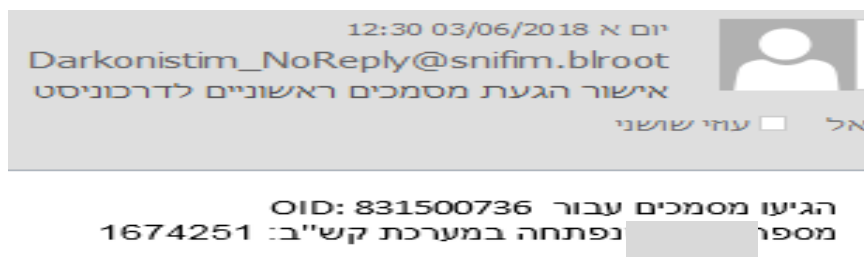 יום א 03/06/2018 12:30
Darkonistim_NoReply@snifim.blroot
אישור הגעת מסמכים ראשוניים לדרכוניסט
אל עוזי שושני
הגיעו מסמכים עבור OID: 831500736
מספר נפתחה במערכת קש"ב: 1674251